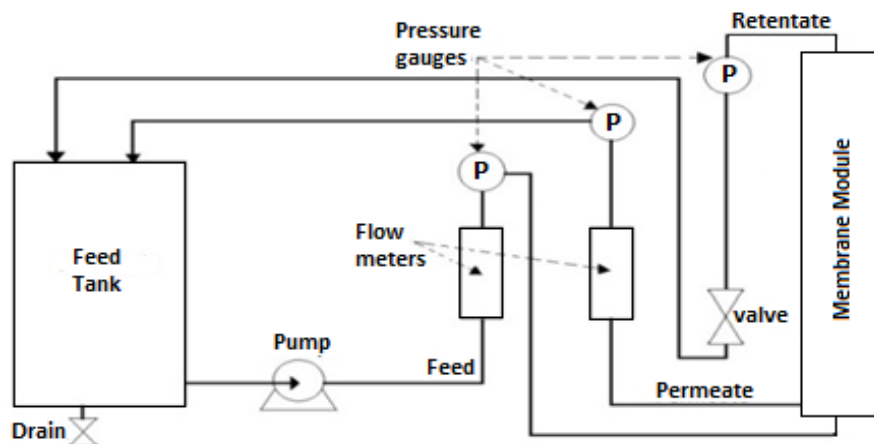 Retentate
Pressure
gauges
P
P
P
Feed
Tank
Flow
meters
Membrane Module
valve
Pump
Feed
Permeate
Drain